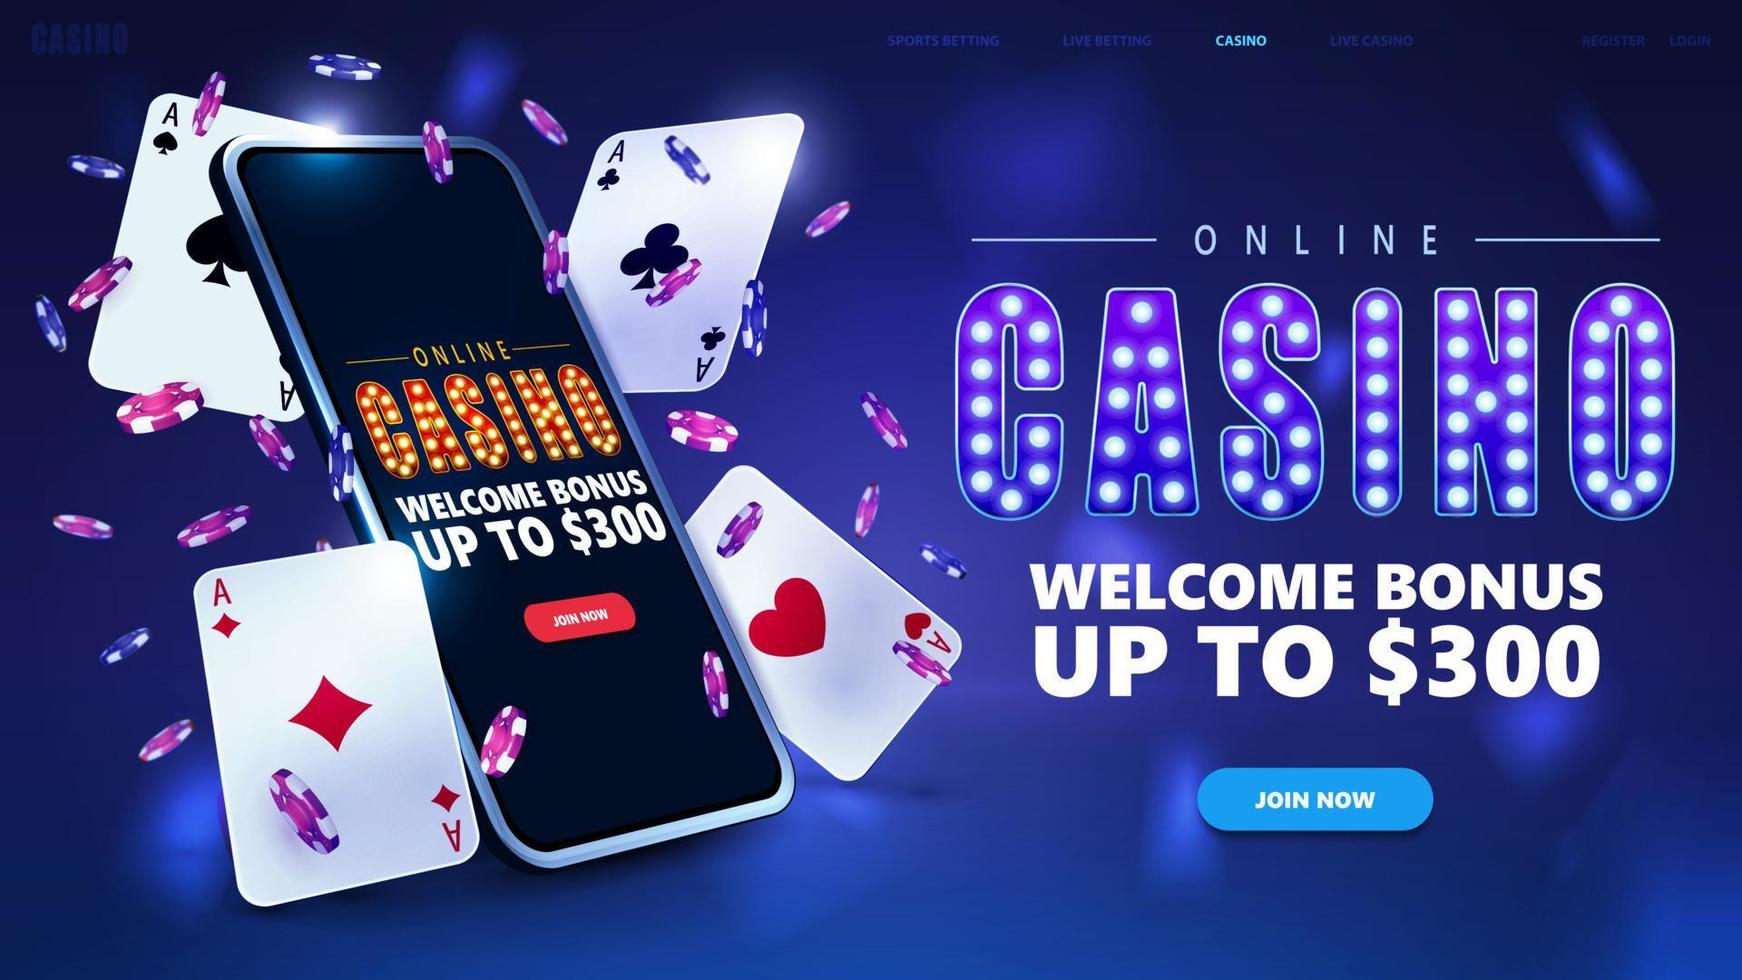 CASINO
SPORTS BETTING LIVE BETTING CASINO LIVE CASINO REGISTER LOGIN
A
A
A
A
ONLINE
CASINO
WELCOME BONUS
UP TO $300
JOIN NOW
A
A
A
A
ONLINE
CASINO
WELCOME BONUS
UP TO $300
JOIN NOW